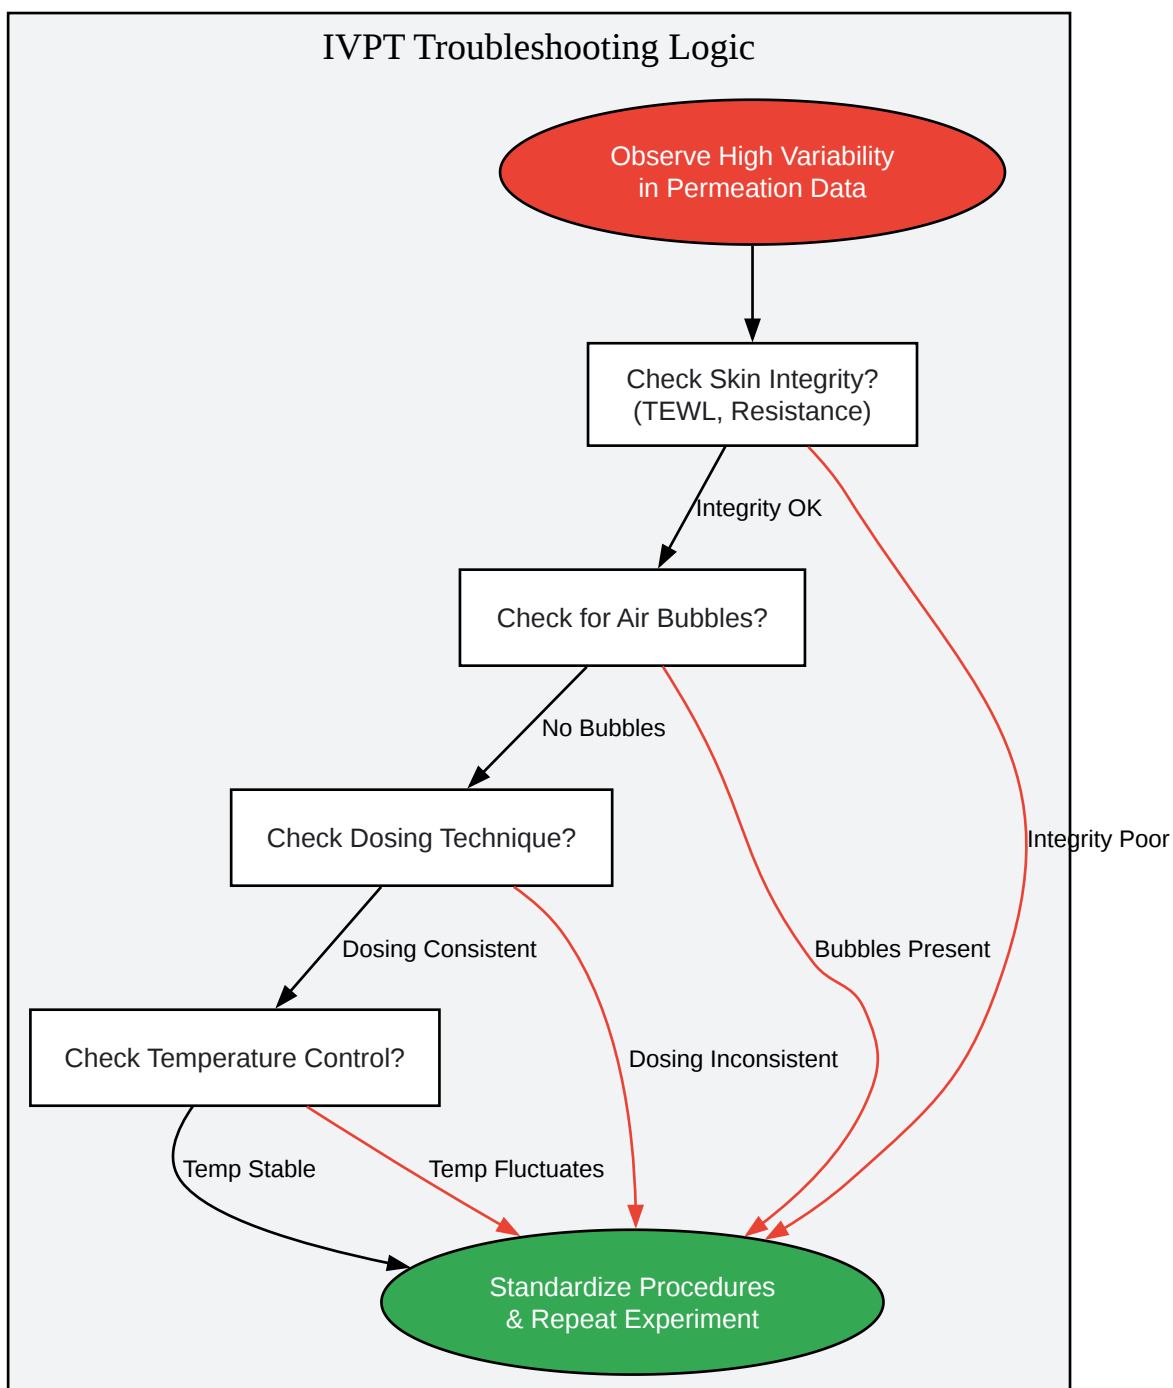 IVPT Troubleshooting Logic
Observe High Variability
in Permeation Data
Check Skin Integrity?
(TEWL, Resistance)
Integrity OK
Check for Air Bubbles?
No Bubbles
Check Dosing Technique?
Integrity Poor
Dosing Consistent
Bubbles Present
Check Temperature Control?
Dosing Inconsistent
Temp Stable
Temp Fluctuates
Standardize Procedures
& Repeat Experiment